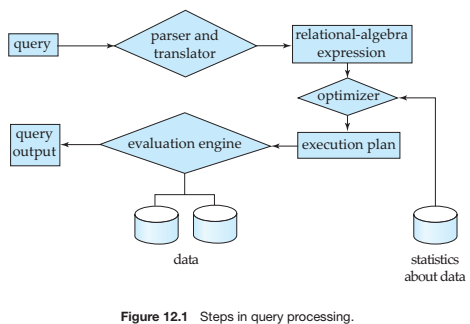 query
parser and
translator
relational-algebra
expression
optimizer
query
output
evaluation engine
execution plan
data
statistics
about data
Figure 12.1 Steps in query processing.